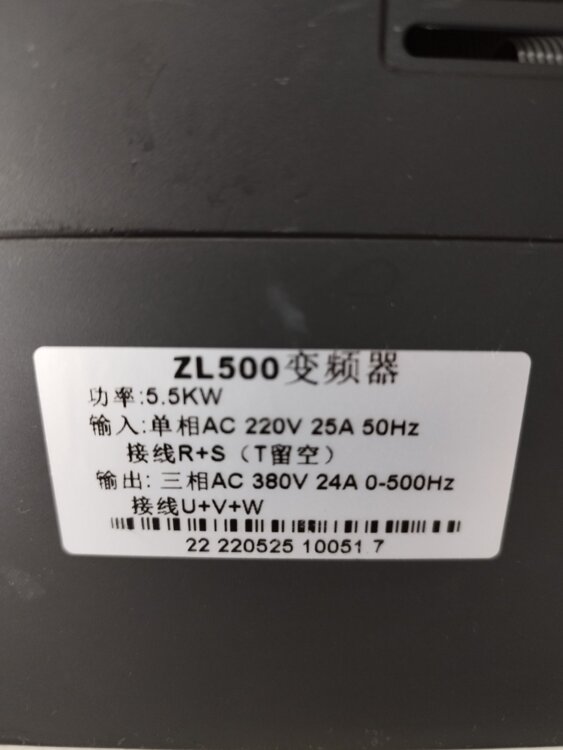 ZL500变频器
功率:5.5KW
输入:单相AC 220V 25A 50Hz
接线R+S（T留空）
输出: 三相AC 380V 24A 0-500Hz
接线U+V+W
22 220525 10051 7